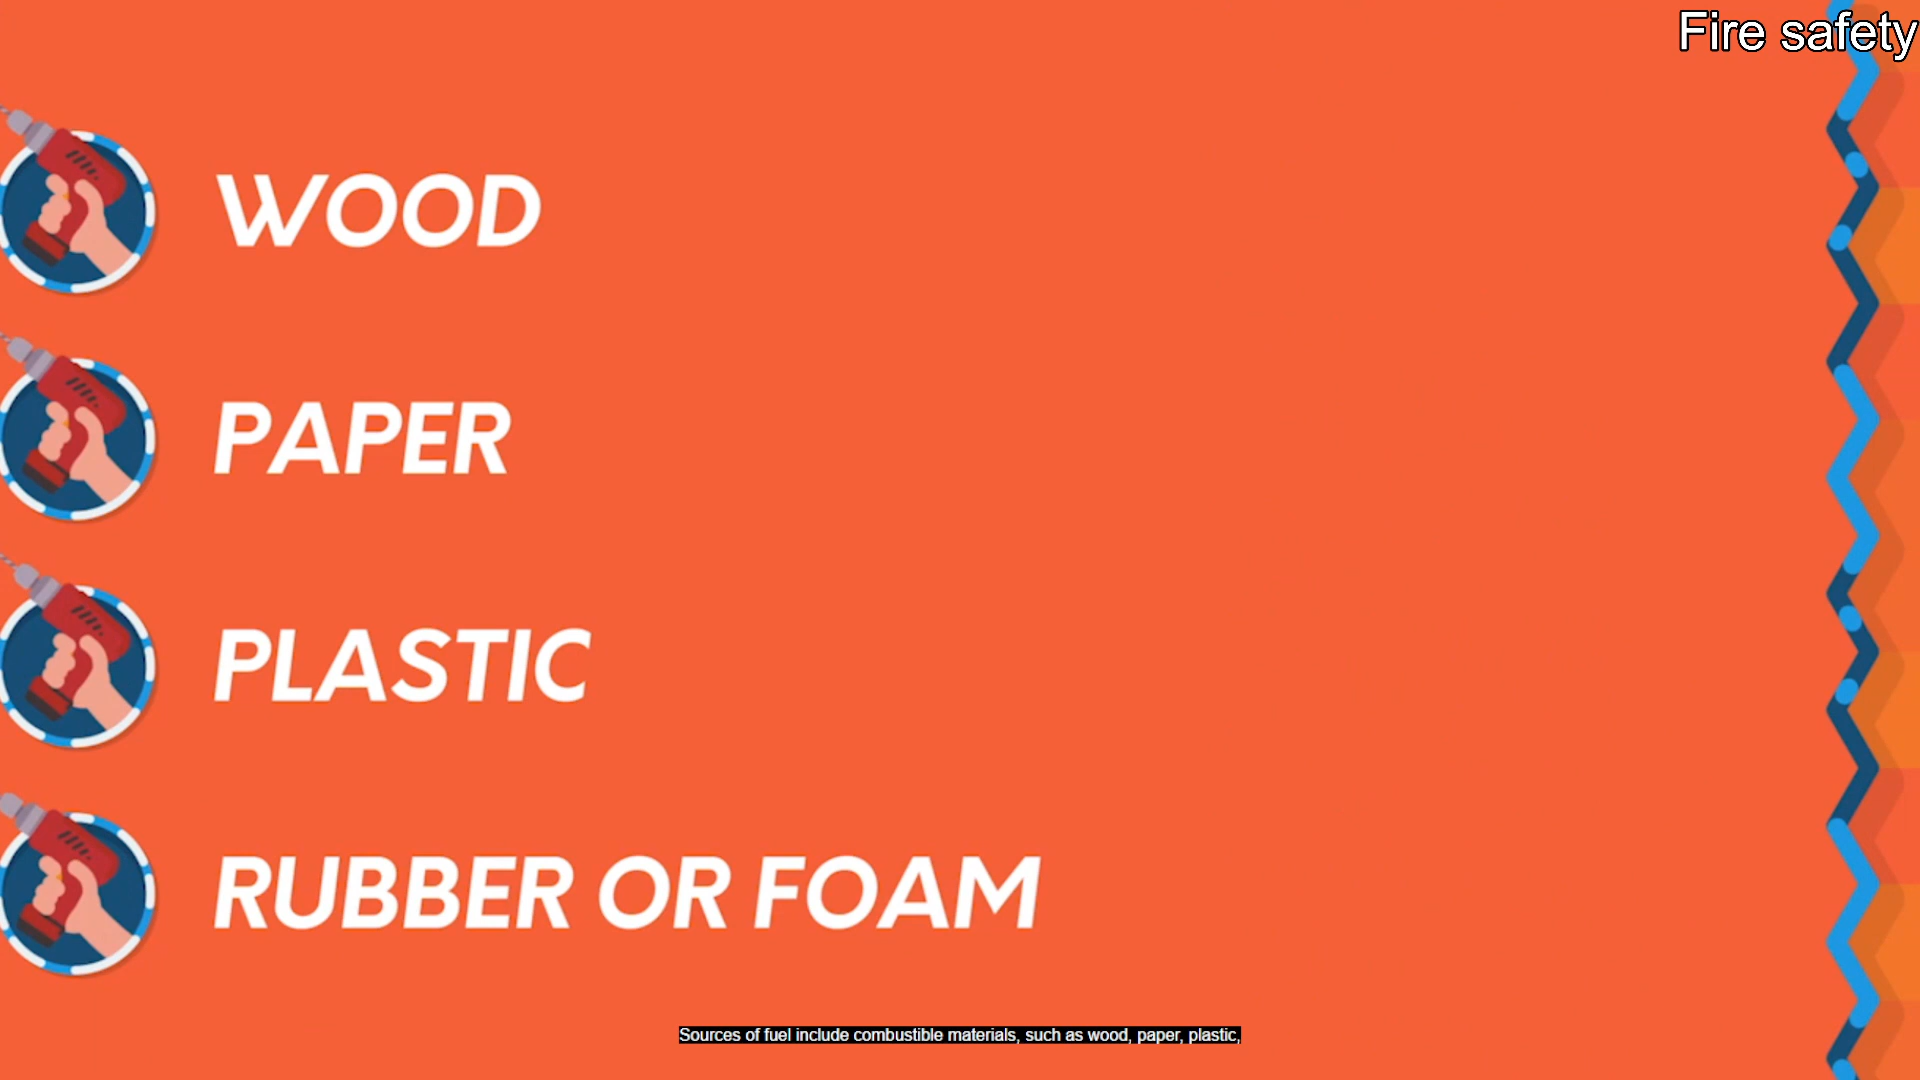 Fire safety
WOOD
PAPER
PLASTIC
RUBBER OR FOAM
Sources of fuel include combustible materials, such as wood, paper, plastic,